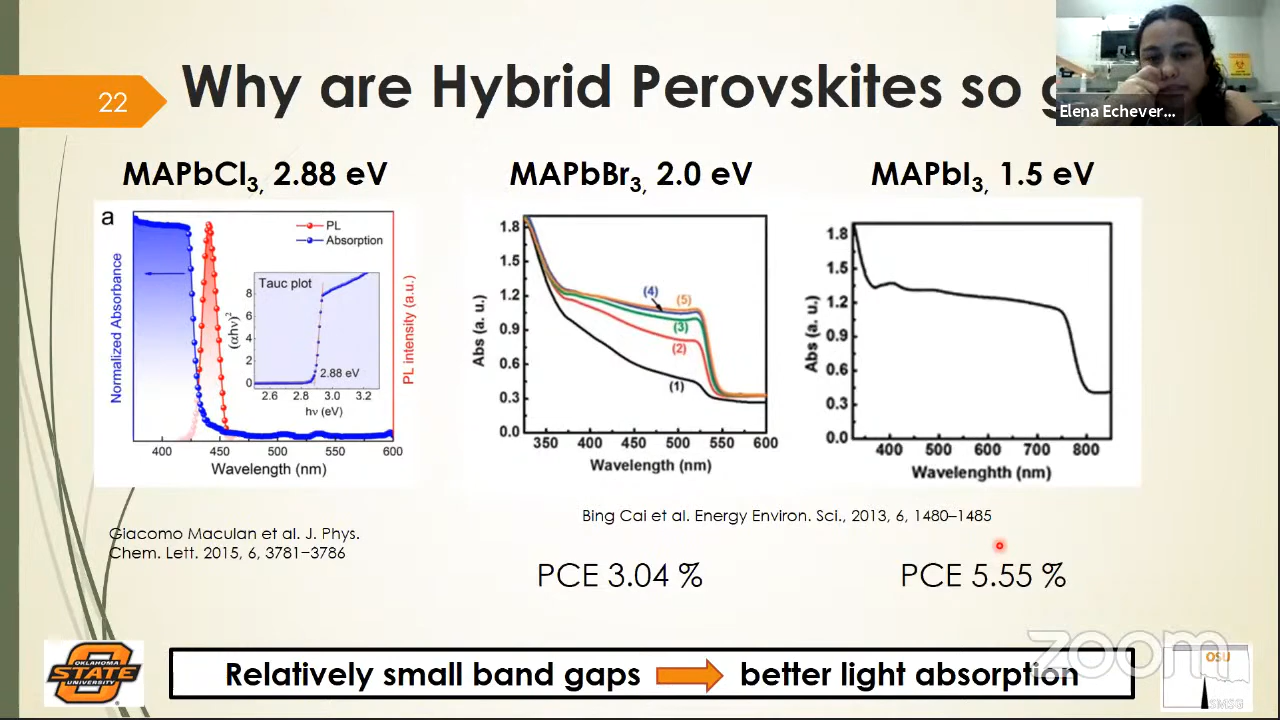 22
Why are Hybrid Perovskites so g
Elena Echever...
MAPbCl3, 2.88 eV
MAPbBr3, 2.0 eV
MAPbI3, 1.5 eV
a
PL
Absorption
Tauc plot
(αhν)²
8
6
4
2
0
2.88 eV
2.6 2.8 3.0 3.2
hν (eV)
Normalized Absorbance
PL intensity (a.u.)
400 450 500 550 600
Wavelength (nm)
1.8
1.5
1.2
0.9
0.6
0.3
0.0
Abs (a. u.)
(4)
(5)
(3)
(2)
(1)
350 400 450 500 550 600
Wavelength (nm)
1.8
1.5
1.2
0.9
0.6
0.3
0.0
Abs (a. u.)
400 500 600 700 800
Wavelenghth (nm)
Giacomo Maculan et al. J. Phys.
Chem. Lett. 2015, 6, 3781−3786
Bing Cai et al. Energy Environ. Sci., 2013, 6, 1480–1485
PCE 3.04 %
PCE 5.55 %
zoom
OKLAHOMA
STATE
UNIVERSITY
Relatively small band gaps
better light absorption
OSU
SMSG